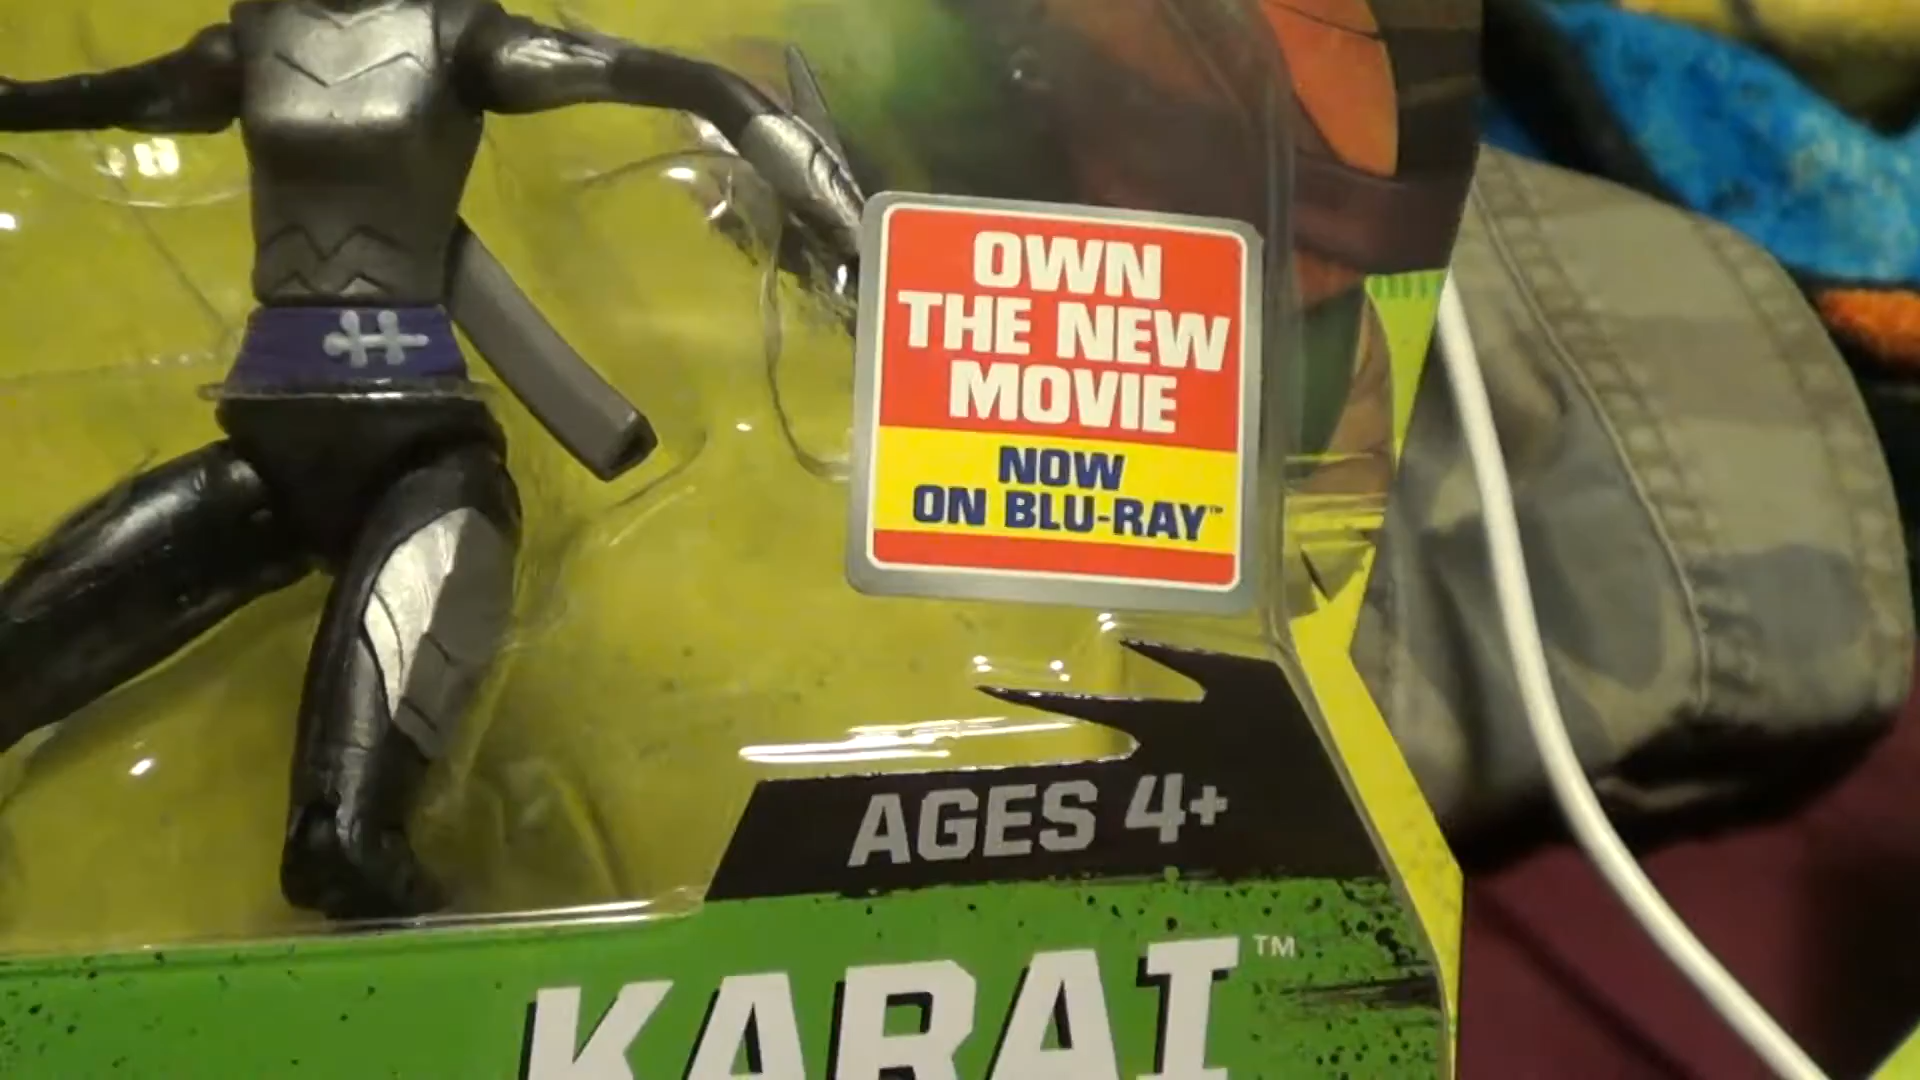 OWN
THE NEW
MOVIE
NOW
ON BLU-RAY™
AGES 4+
KARAI™